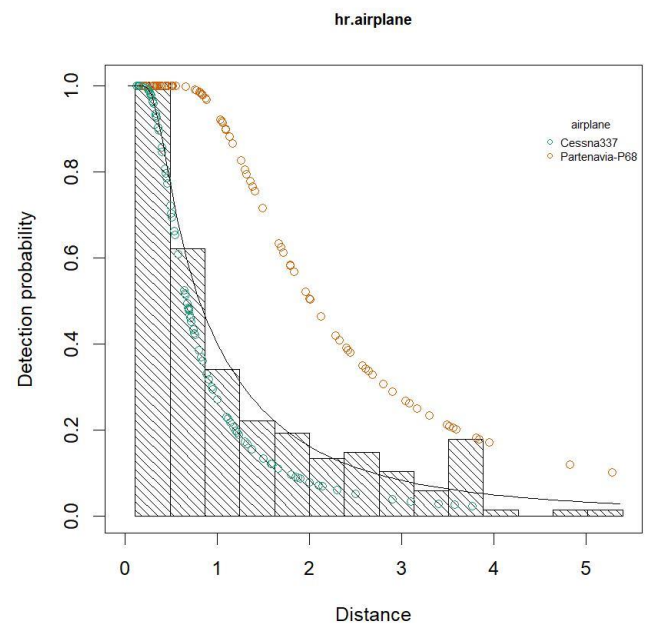 hr.airplane
Detection probability
1.0
0.8
0.6
0.4
0.2
0.0
airplane
Cessna337
Partenavia-P68
0 1 2 3 4 5
Distance